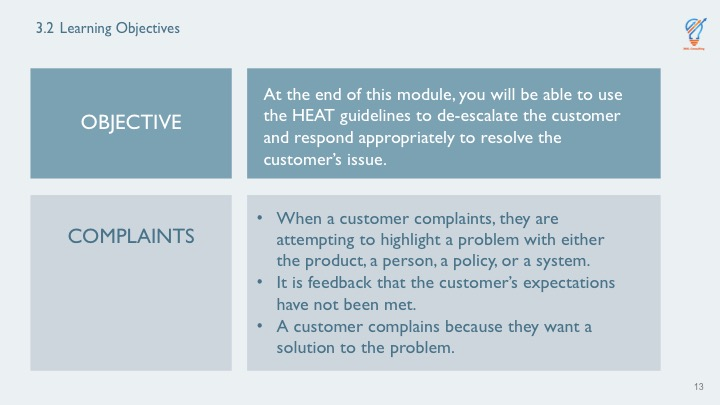 3.2 Learning Objectives
OBJECTIVE
At the end of this module, you will be able to use
the HEAT guidelines to de-escalate the customer
and respond appropriately to resolve the
customer’s issue.
COMPLAINTS
• When a customer complaints, they are
attempting to highlight a problem with either
the product, a person, a policy, or a system.
• It is feedback that the customer’s expectations
have not been met.
• A customer complains because they want a
solution to the problem.
13